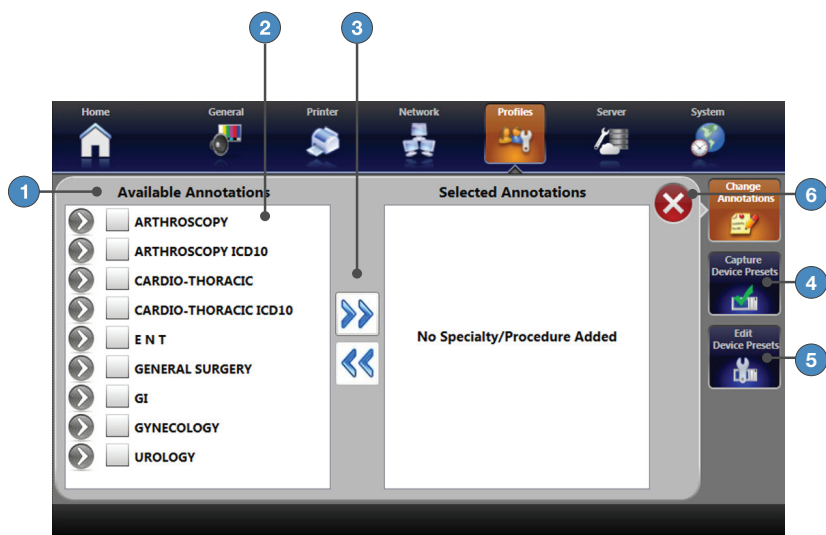 2
3
Home
General
Printer
Network
Profiles
Server
System
1
Available Annotations
Selected Annotations
6
Change
Annotations
ARTHROSCOPY
ARTHROSCOPY ICD10
CARDIO-THORACIC
CARDIO-THORACIC ICD10
E N T
GENERAL SURGERY
GI
GYNECOLOGY
UROLOGY
No Specialty/Procedure Added
Capture
Device Presets
4
Edit
Device Presets
5